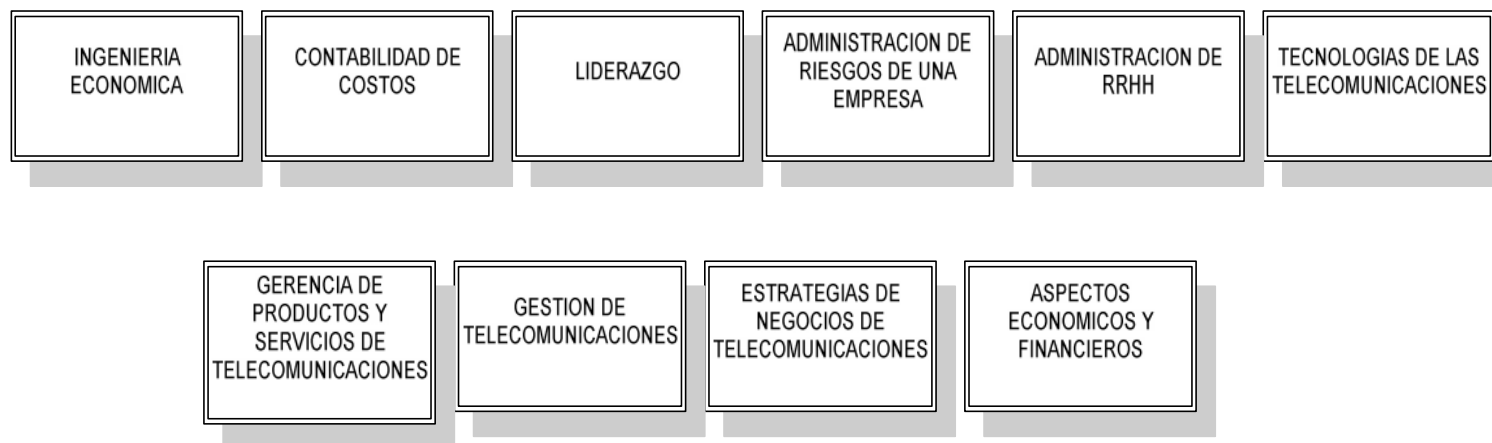 INGENIERIA
ECONOMICA
CONTABILIDAD DE
COSTOS
LIDERAZGO
ADMINISTRACION DE
RIESGOS DE UNA
EMPRESA
ADMINISTRACION DE
RRHH
TECNOLOGIAS DE LAS
TELECOMUNICACIONES
GERENCIA DE
PRODUCTOS Y
SERVICIOS DE
TELECOMUNICACIONES
GESTION DE
TELECOMUNICACIONES
ESTRATEGIAS DE
NEGOCIOS DE
TELECOMUNICACIONES
ASPECTOS
ECONOMICOS Y
FINANCIEROS